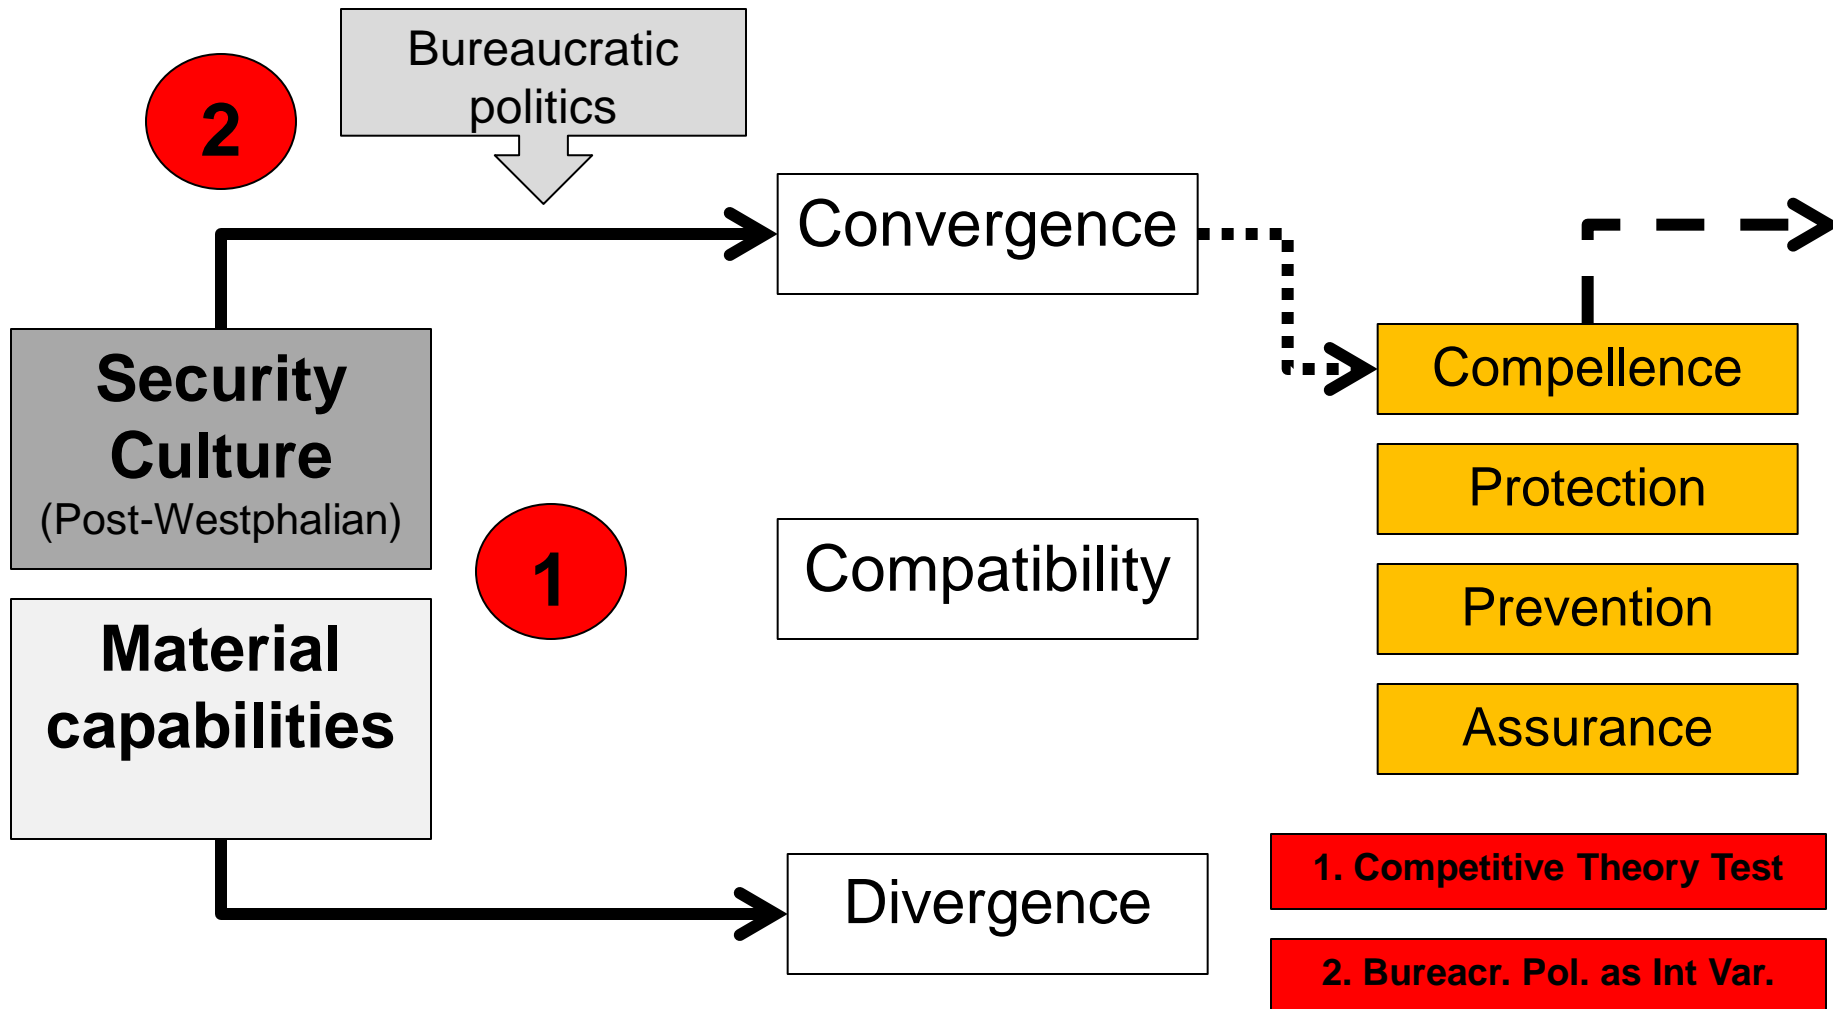 Bureaucratic
politics
2
Convergence
Security
Culture
(Post-Westphalian)
Compellence
Protection
1
Compatibility
Prevention
Material
capabilities
Assurance
Divergence
1. Competitive Theory Test
2. Bureacr. Pol. as Int Var.